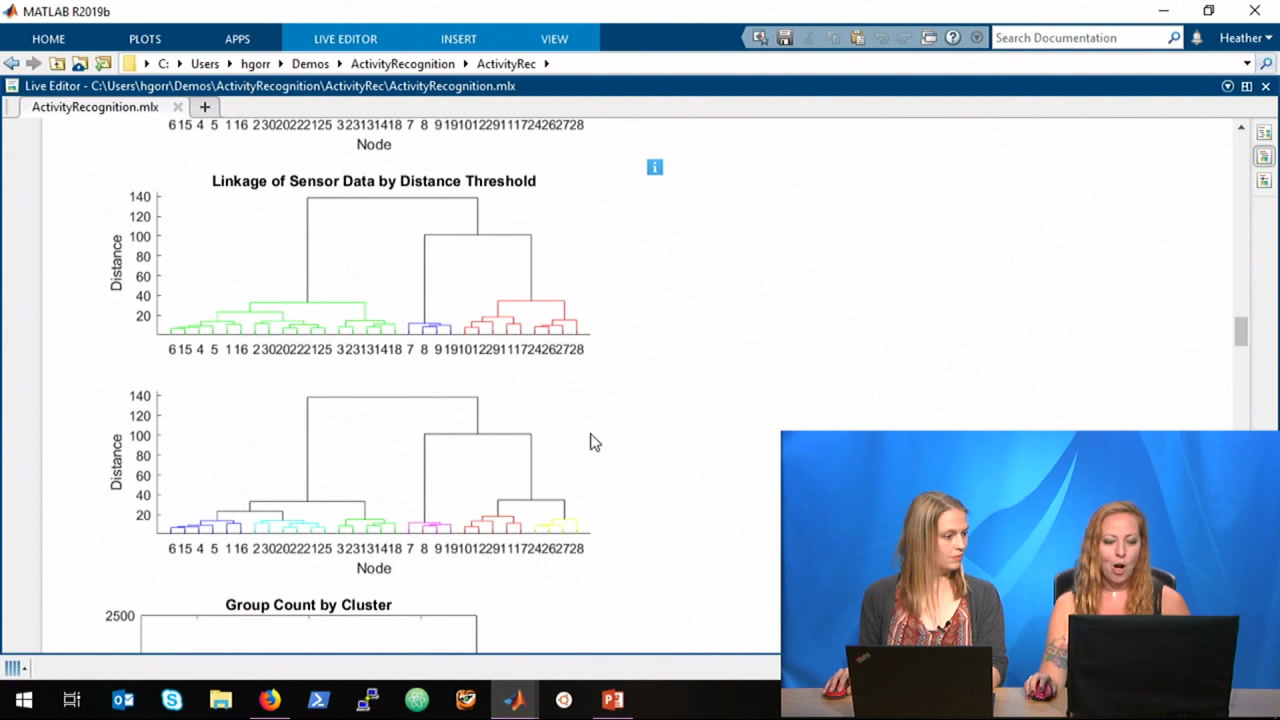 MATLAB R2019b
HOME PLOTS APPS LIVE EDITOR INSERT VIEW Search Documentation Heather
C: Users hgorr Demos ActivityRecognition ActivityRec
Live Editor - C:\Users\hgorr\Demos\ActivityRecognition\ActivityRec\ActivityRecognition.mlx
ActivityRecognition.mlx
6 15 4 5 1 16 2 30 20 22 21 25 3 23 13 14 18 7 8 9 19 10 12 29 11 17 24 26 27 28
Node
Linkage of Sensor Data by Distance Threshold
140
120
100
80
60
40
20
Distance
6 15 4 5 1 16 2 30 20 22 21 25 3 23 13 14 18 7 8 9 19 10 12 29 11 17 24 26 27 28
140
120
100
80
60
40
20
Distance
6 15 4 5 1 16 2 30 20 22 21 25 3 23 13 14 18 7 8 9 19 10 12 29 11 17 24 26 27 28
Node
Group Count by Cluster
2500